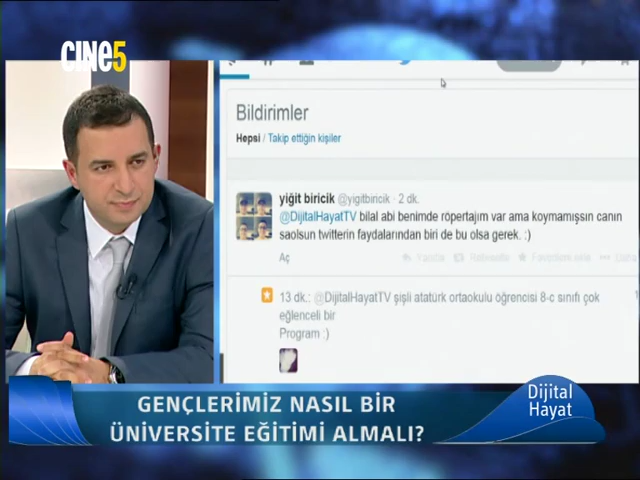 CINE5
Bildirimler
Hepsi / Takip ettiğin kişiler
yiğit biricik @yigitbiricik · 2 dk.
@DijitalHayatTV bilal abi benimde röpertajım var ama koymamışsın canın
saolsun twitterin faydalarından biri de bu olsa gerek. :)
Aç
13 dk.: @DijitalHayatTV şişli atatürk ortaokulu öğrencisi 8-c sınıfı çok
eğlenceli bir
Program :)
GENÇLERİMİZ NASIL BİR
ÜNİVERSİTE EĞİTİMİ ALMALI?
Dijital
Hayat